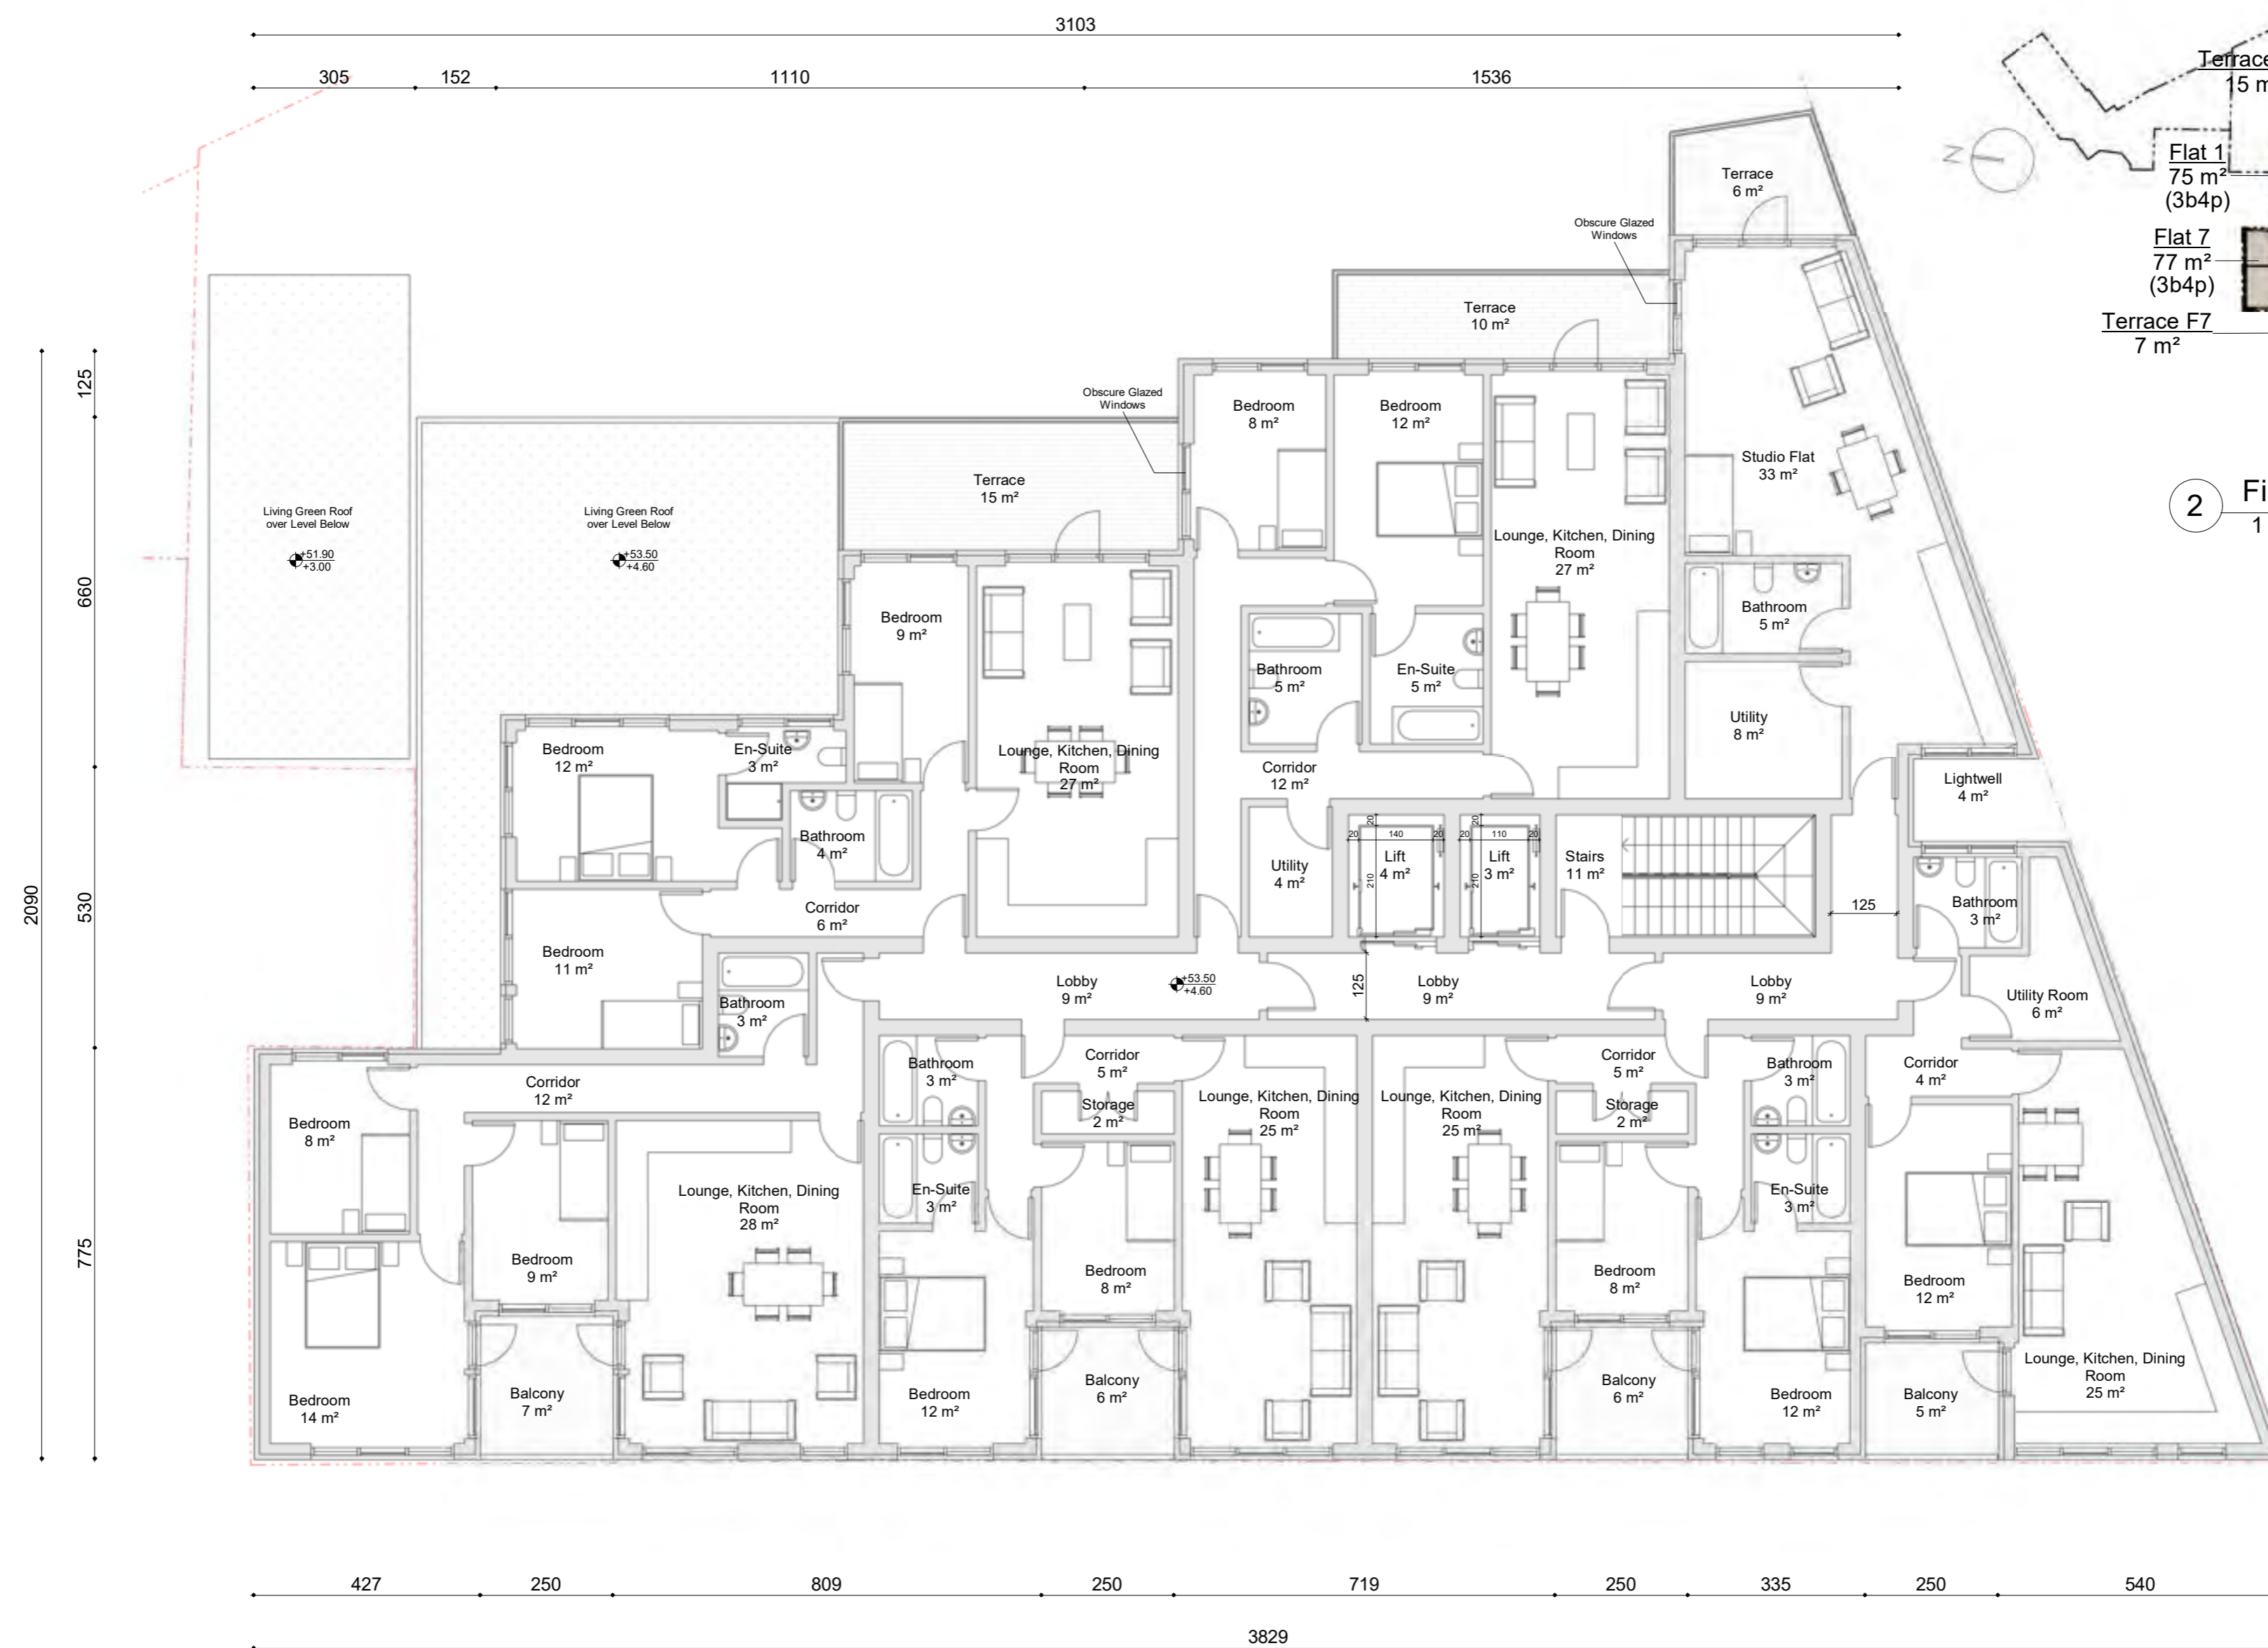 3103
305
152
1110
1536
Terrace
15 m
Flat 1
75 m²
(3b4p)
Flat 7
77 m²
(3b4p)
Terrace F7
7 m²
N
2
Fi
1
Terrace
6 m²
Obscure Glazed
Windows
Terrace
10 m²
Obscure Glazed
Windows
125
660
530
775
2090
Bedroom
8 m²
Bedroom
12 m²
Studio Flat
33 m²
Terrace
15 m²
Living Green Roof
over Level Below
+51.90
+3.00
Living Green Roof
over Level Below
+53.50
+4.60
Lounge, Kitchen, Dining
Room
27 m²
Bedroom
9 m²
Bathroom
5 m²
Bathroom
5 m²
En-Suite
5 m²
Utility
8 m²
Bedroom
12 m²
En-Suite
3 m²
Lounge, Kitchen, Dining
Room
27 m²
Corridor
12 m²
Lightwell
4 m²
Bathroom
4 m²
Utility
4 m²
20
20
140
20
210
Lift
4 m²
20
20
110
20
210
Lift
3 m²
Stairs
11 m²
125
Corridor
6 m²
Bathroom
3 m²
Bedroom
11 m²
Bathroom
3 m²
Lobby
9 m²
+53.50
+4.60
125
Lobby
9 m²
Lobby
9 m²
Utility Room
6 m²
Corridor
12 m²
Bathroom
3 m²
Corridor
5 m²
Storage
2 m²
Lounge, Kitchen, Dining
Room
25 m²
Lounge, Kitchen, Dining
Room
25 m²
Corridor
5 m²
Storage
2 m²
Bathroom
3 m²
Corridor
4 m²
Bedroom
8 m²
Lounge, Kitchen, Dining
Room
28 m²
En-Suite
3 m²
En-Suite
3 m²
Bedroom
9 m²
Bedroom
8 m²
Bedroom
8 m²
Bedroom
12 m²
Bedroom
14 m²
Balcony
7 m²
Bedroom
12 m²
Balcony
6 m²
Balcony
6 m²
Bedroom
12 m²
Balcony
5 m²
Lounge, Kitchen, Dining
Room
25 m²
427
250
809
250
719
250
335
250
540
3829